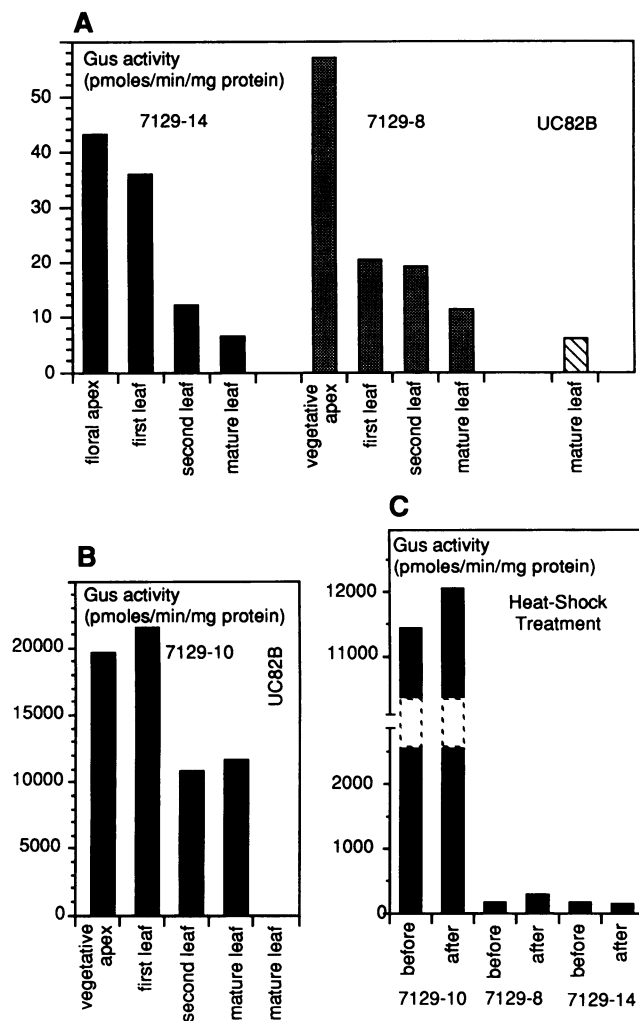 A
Gus activity
(pmoles/min/mg protein)
7129-14
7129-8
UC82B
50
40
30
20
10
0
floral apex
first leaf
second leaf
mature leaf
vegetative
apex
first leaf
second leaf
mature leaf
mature leaf
B
Gus activity
(pmoles/min/mg protein)
7129-10
UC82B
20000
15000
10000
5000
0
vegetative
apex
first leaf
second leaf
mature leaf
mature leaf
C
Gus activity
(pmoles/min/mg protein)
Heat-Shock
Treatment
12000
11000
2000
1000
0
before
after
before
after
before
after
7129-10
7129-8
7129-14